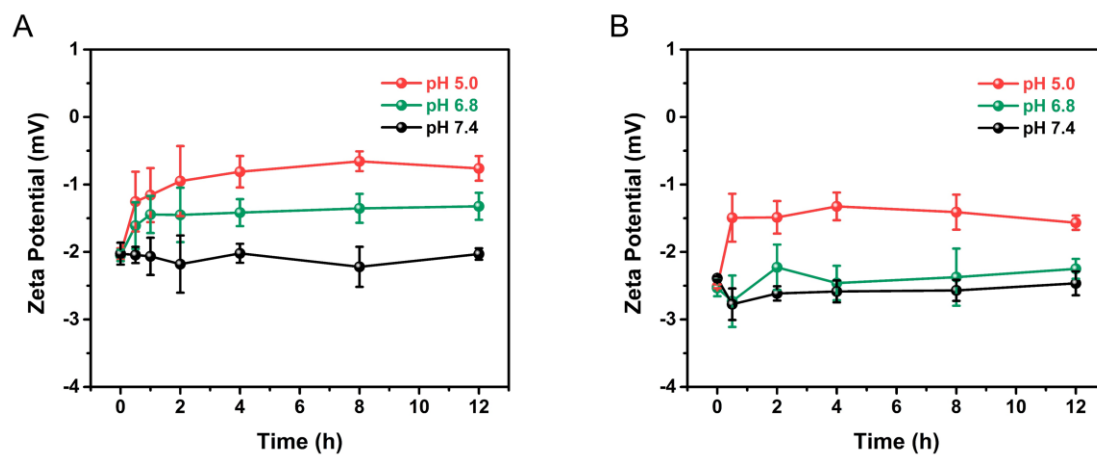 A
Zeta Potential (mV)
1
0
-1
-2
-3
-4
pH 5.0
pH 6.8
pH 7.4
0 2 4 6 8 10 12
Time (h)
B
Zeta Potential (mV)
1
0
-1
-2
-3
-4
pH 5.0
pH 6.8
pH 7.4
0 2 4 6 8 10 12
Time (h)